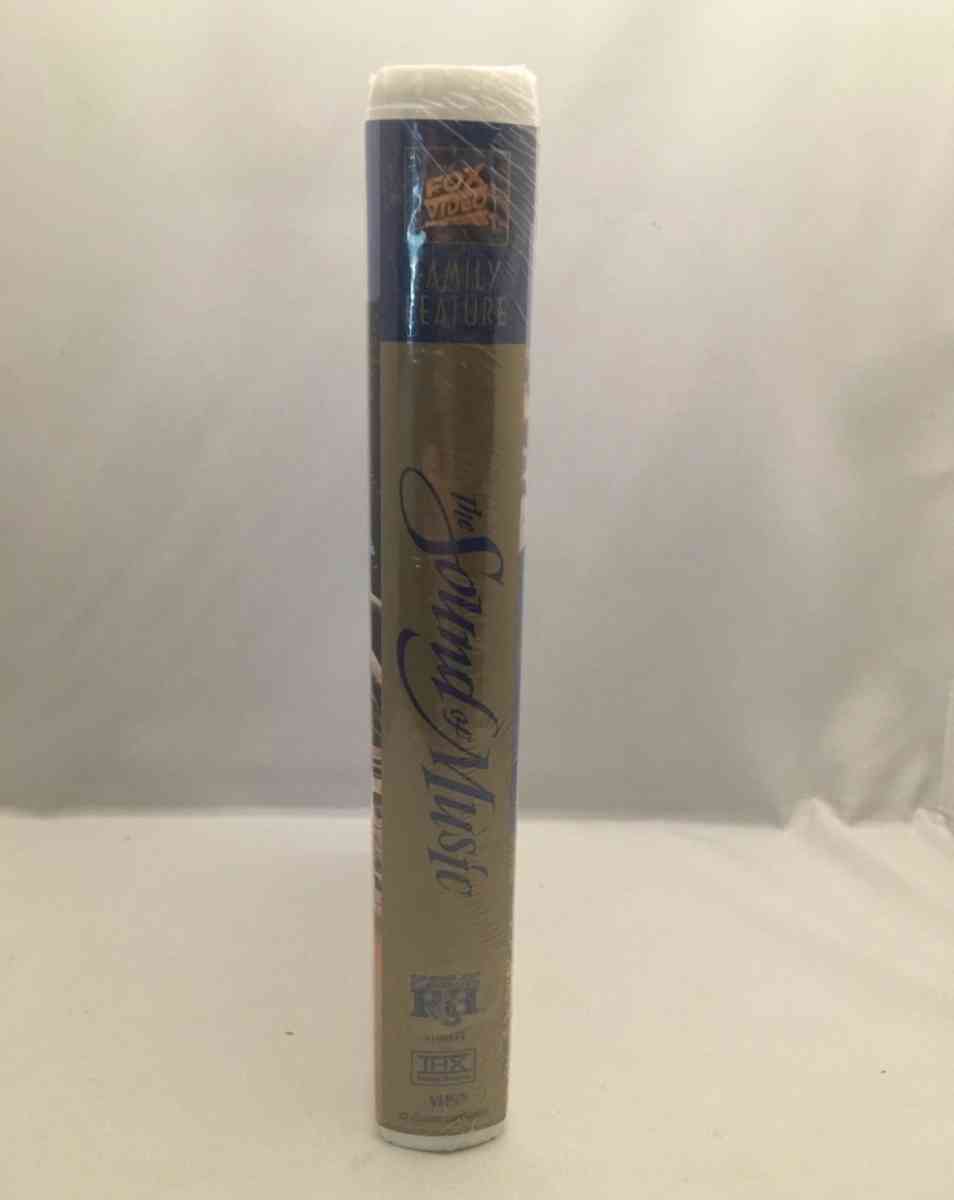 FOX
VIDEO
FAMILY
FEATURE
The Sound of Music
R&H
THX
VHS